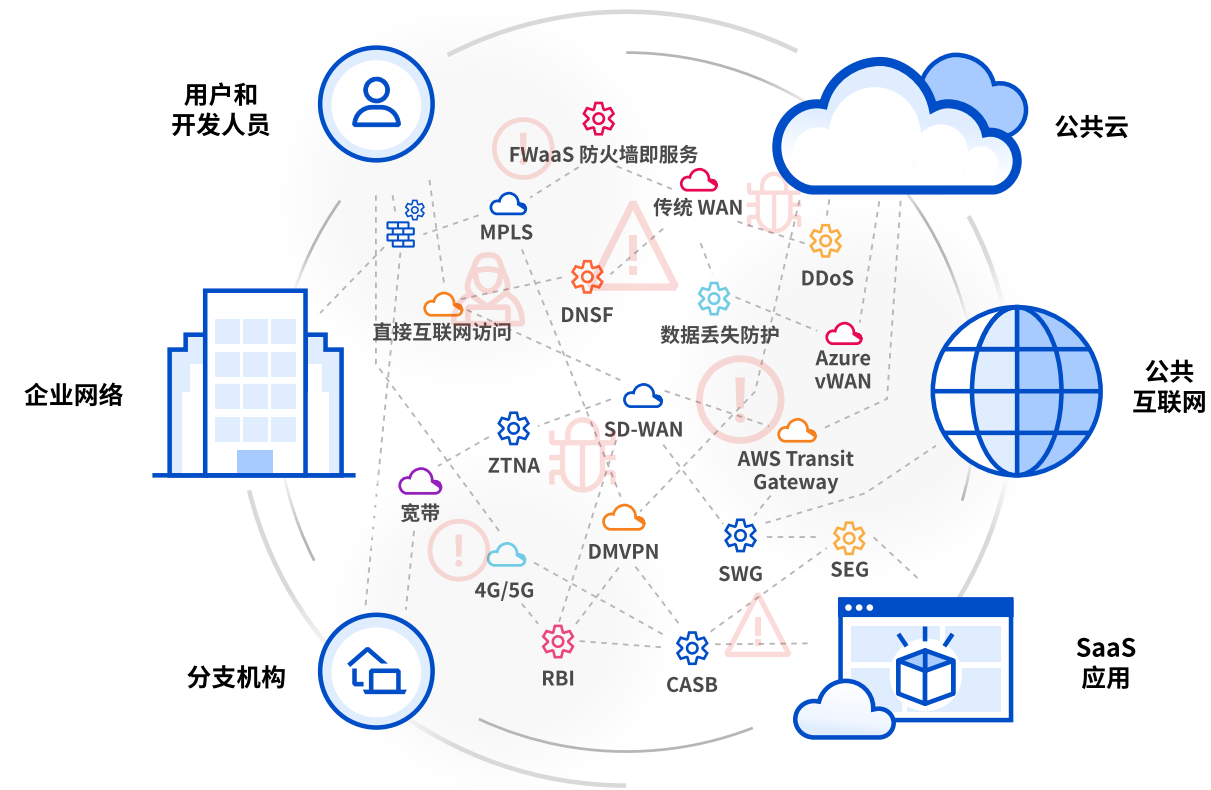 用户和
开发人员
公共云
FWaaS 防火墙即服务
传统 WAN
MPLS
DDoS
DNSF
直接互联网访问
数据丢失防护
Azure
vWAN
企业网络
公共
互联网
SD-WAN
ZTNA
AWS Transit
Gateway
宽带
DMVPN
SWG
SEG
4G/5G
RBI
CASB
分支机构
SaaS
应用